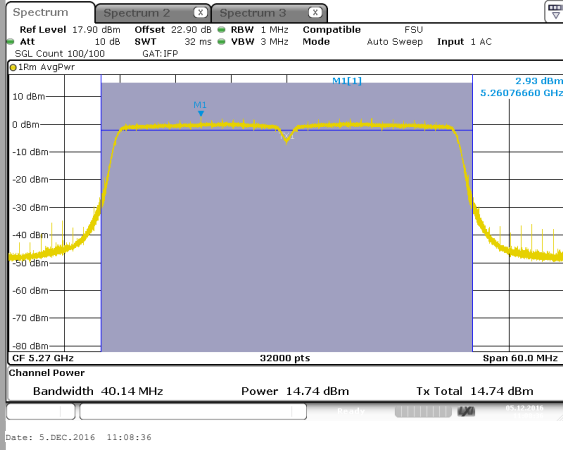 Spectrum Spectrum 2 X Spectrum 3 X
Ref Level 17.90 dBm Offset 22.90 dB RBW 1 MHz Compatible FSU
Att 10 dB SWT 32 ms VBW 3 MHz Mode Auto Sweep Input 1 AC
SGL Count 100/100 GAT:IFP
1Rm AvgPwr
M1[1] 2.93 dBm
5.26076660 GHz
10 dBm
M1
0 dBm
-10 dBm
-20 dBm
-30 dBm
-40 dBm
-50 dBm
-60 dBm
-70 dBm
-80 dBm
CF 5.27 GHz 32000 pts Span 60.0 MHz
Channel Power
Bandwidth 40.14 MHz Power 14.74 dBm Tx Total 14.74 dBm
Ready 05.12.2016
Date: 5.DEC.2016 11:08:36